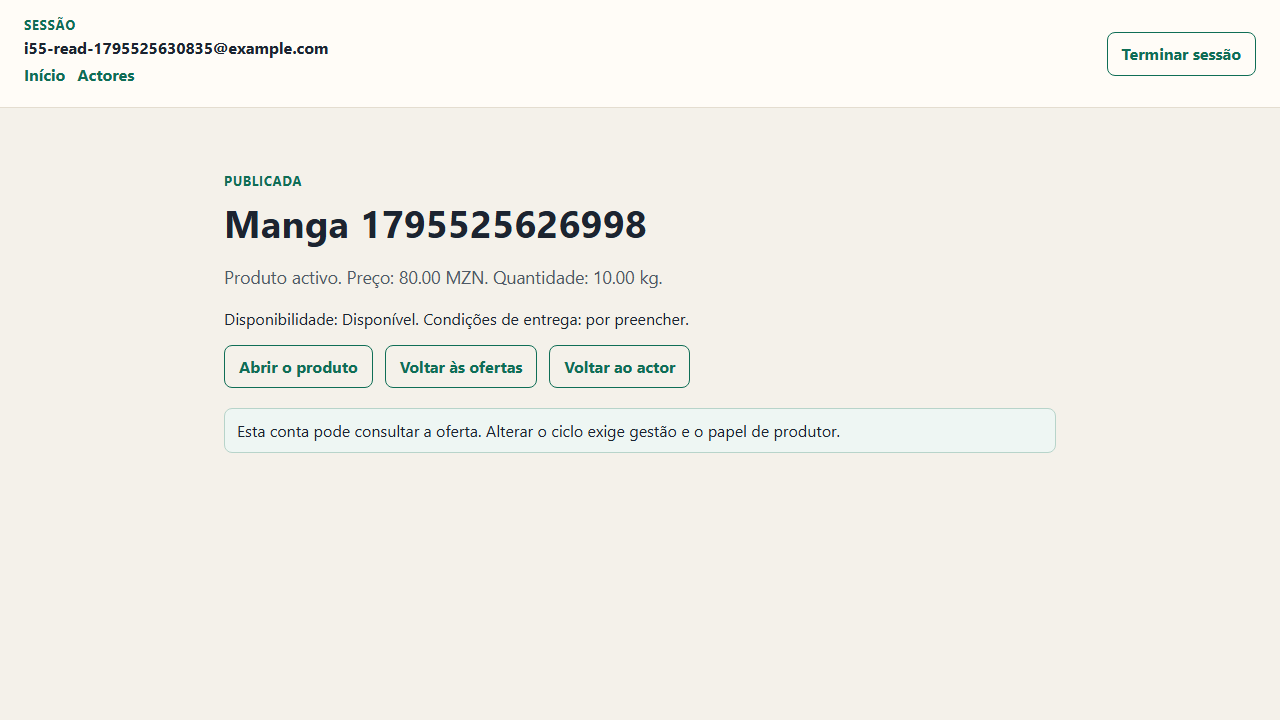 SESSÃO
i55-read-1795525630835@example.com
Início Actores
Terminar sessão
PUBLICADA
Manga 1795525626998
Produto activo. Preço: 80.00 MZN. Quantidade: 10.00 kg.
Disponibilidade: Disponível. Condições de entrega: por preencher.
Abrir o produto Voltar às ofertas Voltar ao actor
Esta conta pode consultar a oferta. Alterar o ciclo exige gestão e o papel de produtor.